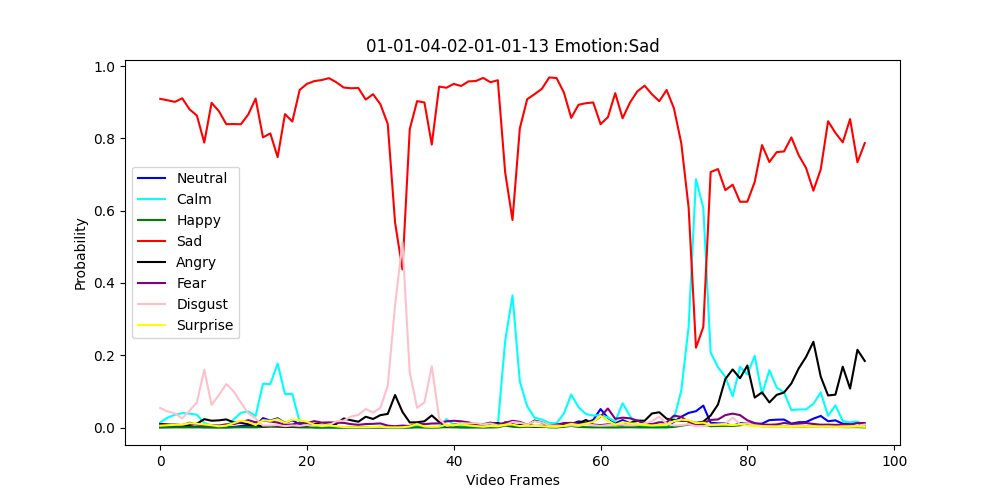 01-01-04-02-01-01-13 Emotion:Sad
1.0
0.8
0.6
0.4
0.2
0.0
Probability
Neutral
Calm
Happy
Sad
Angry
Fear
Disgust
Surprise
0 20 40 60 80 100
Video Frames